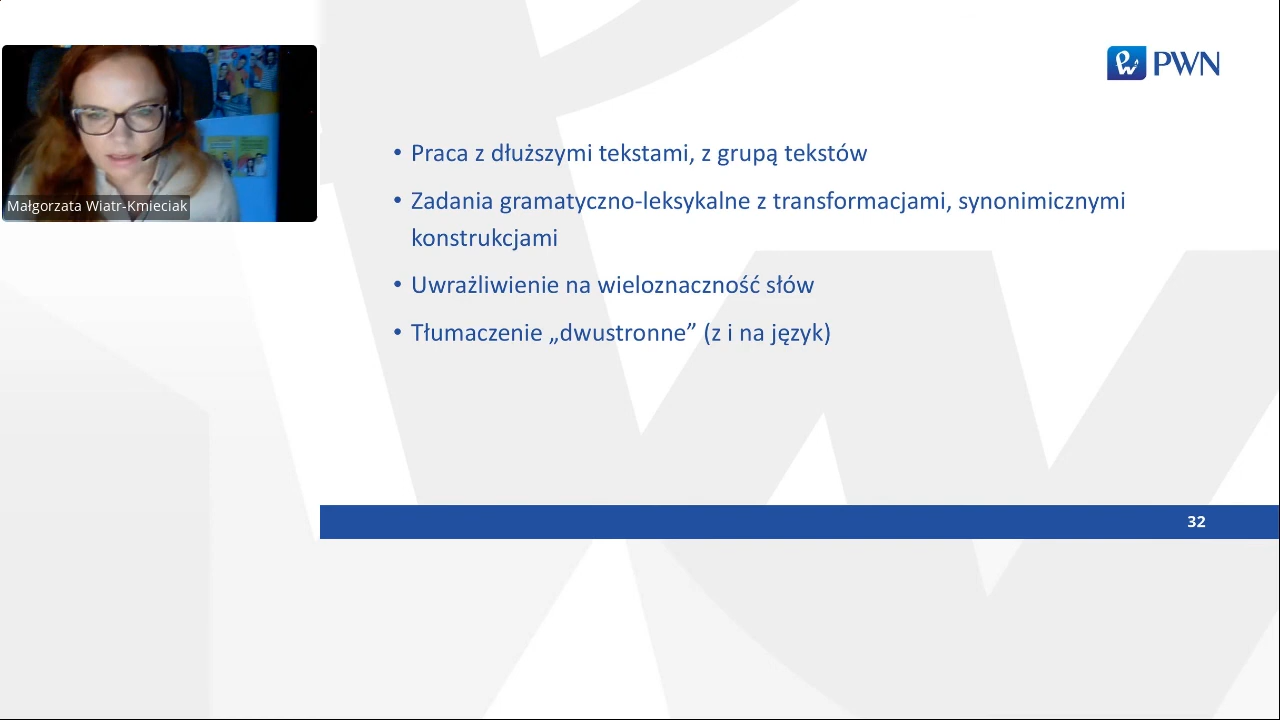 PWN
Małgorzata Wiatr-Kmieciak
• Praca z dłuższymi tekstami, z grupą tekstów
• Zadania gramatyczno-leksykalne z transformacjami, synonimicznymi
konstrukcjami
• Uwrażliwienie na wieloznaczność słów
• Tłumaczenie „dwustronne” (z i na język)
32